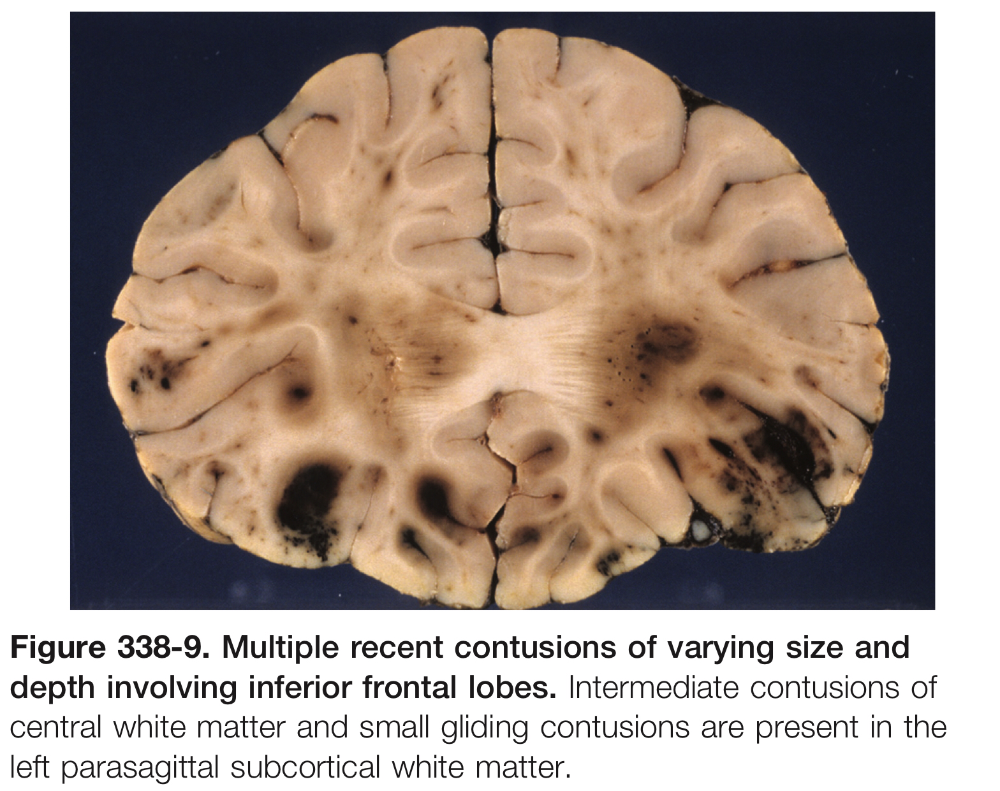 Figure 338-9. Multiple recent contusions of varying size and
depth involving inferior frontal lobes. Intermediate contusions of
central white matter and small gliding contusions are present in the
left parasagittal subcortical white matter.